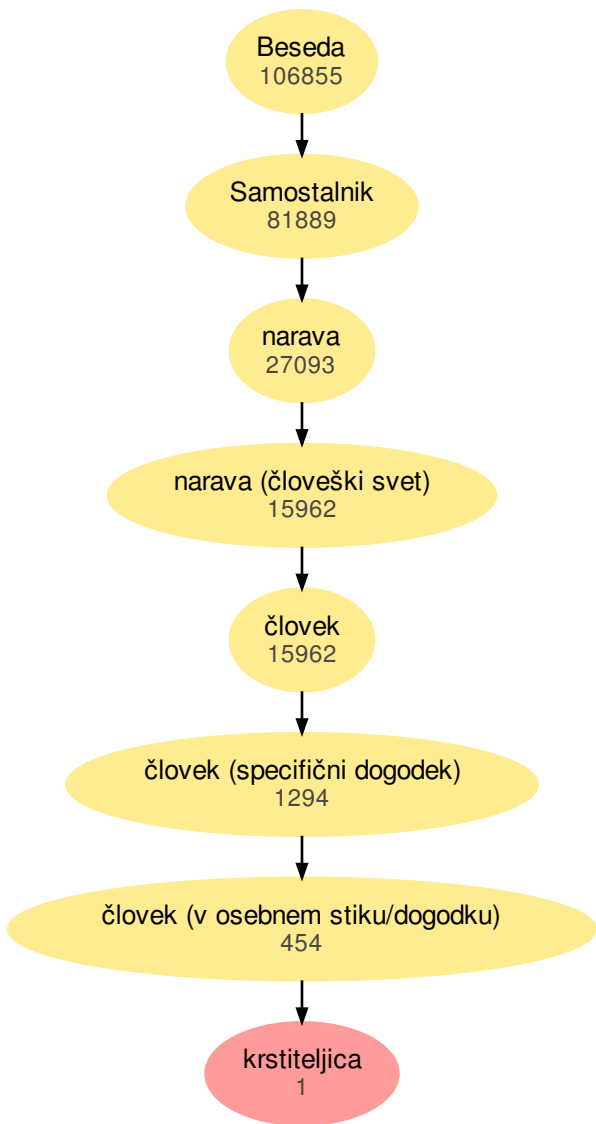 Beseda
106855
Samostalnik
81889
narava
27093
narava (človeški svet)
15962
človek
15962
človek (specifični dogodek)
1294
človek (v osebnem stiku/dogodku)
454
krstiteljica
1